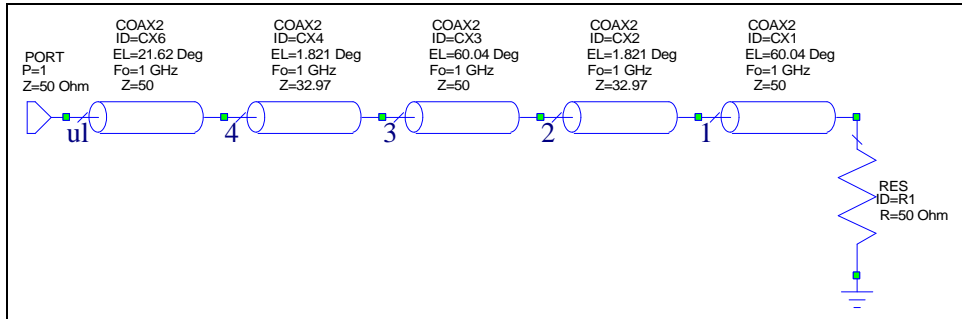 COAX2
ID=CX6
EL=21.62 Deg
Fo=1 GHz
Z=50
COAX2
ID=CX4
EL=1.821 Deg
Fo=1 GHz
Z=32.97
COAX2
ID=CX3
EL=60.04 Deg
Fo=1 GHz
Z=50
COAX2
ID=CX2
EL=1.821 Deg
Fo=1 GHz
Z=32.97
COAX2
ID=CX1
EL=60.04 Deg
Fo=1 GHz
Z=50
PORT
P=1
Z=50 Ohm
ul
4
3
2
1
RES
ID=R1
R=50 Ohm